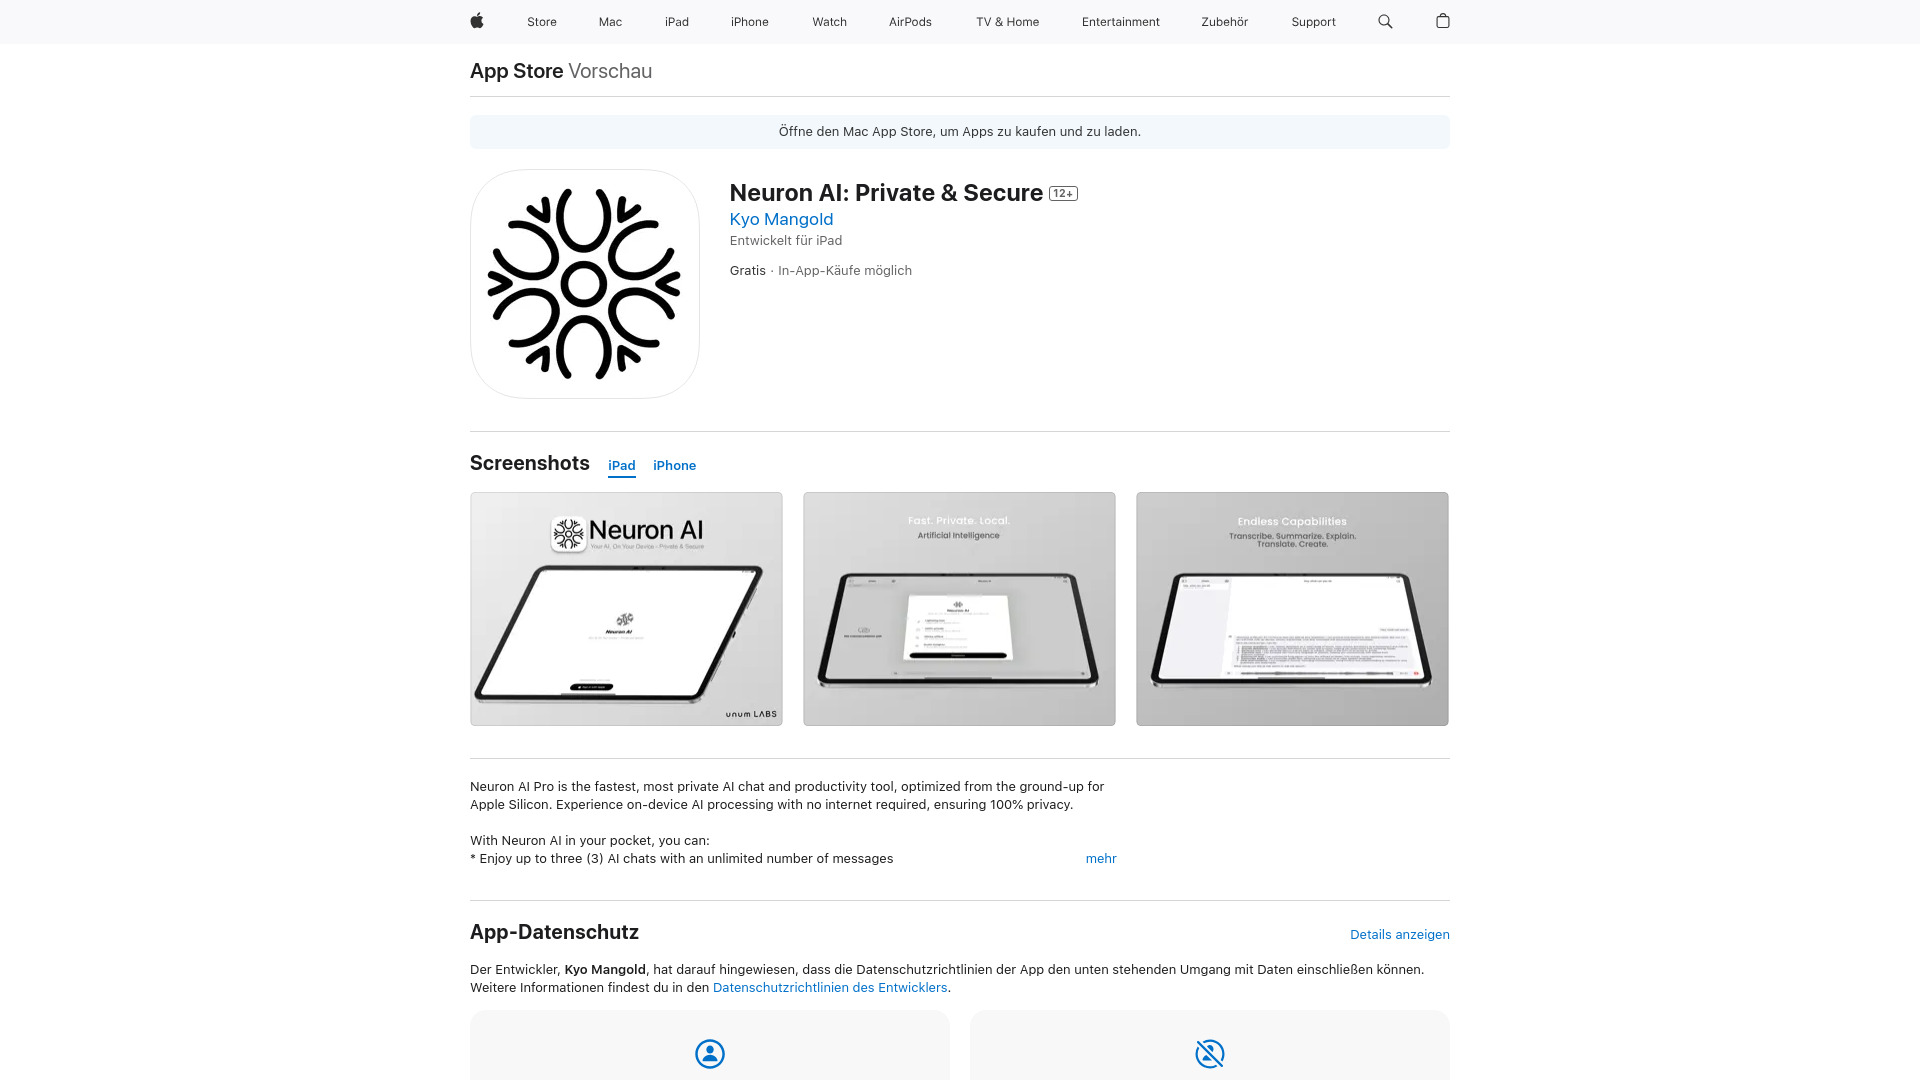 Store
Mac
iPad
iPhone
Watch
AirPods
TV & Home
Entertainment
Zubehör
Support
App Store Vorschau
Öffne den Mac App Store, um Apps zu kaufen und zu laden.
Neuron AI: Private & Secure 12+
Kyo Mangold
Entwickelt für iPad
Gratis · In-App-Käufe möglich
Screenshots
iPad
iPhone
Neuron AI
Your AI, On Your Device - Private & Secure
Neuron AI
unum LABS
Fast. Private. Local.
Artificial Intelligence
Neuron AI
Endless Capabilities
Transcribe. Summarize. Explain.
Translate. Create.
Neuron AI Pro is the fastest, most private AI chat and productivity tool, optimized from the ground-up for
Apple Silicon. Experience on-device AI processing with no internet required, ensuring 100% privacy.
With Neuron AI in your pocket, you can:
* Enjoy up to three (3) AI chats with an unlimited number of messages
mehr
App-Datenschutz
Details anzeigen
Der Entwickler, Kyo Mangold, hat darauf hingewiesen, dass die Datenschutzrichtlinien der App den unten stehenden Umgang mit Daten einschließen können.
Weitere Informationen findest du in den Datenschutzrichtlinien des Entwicklers.